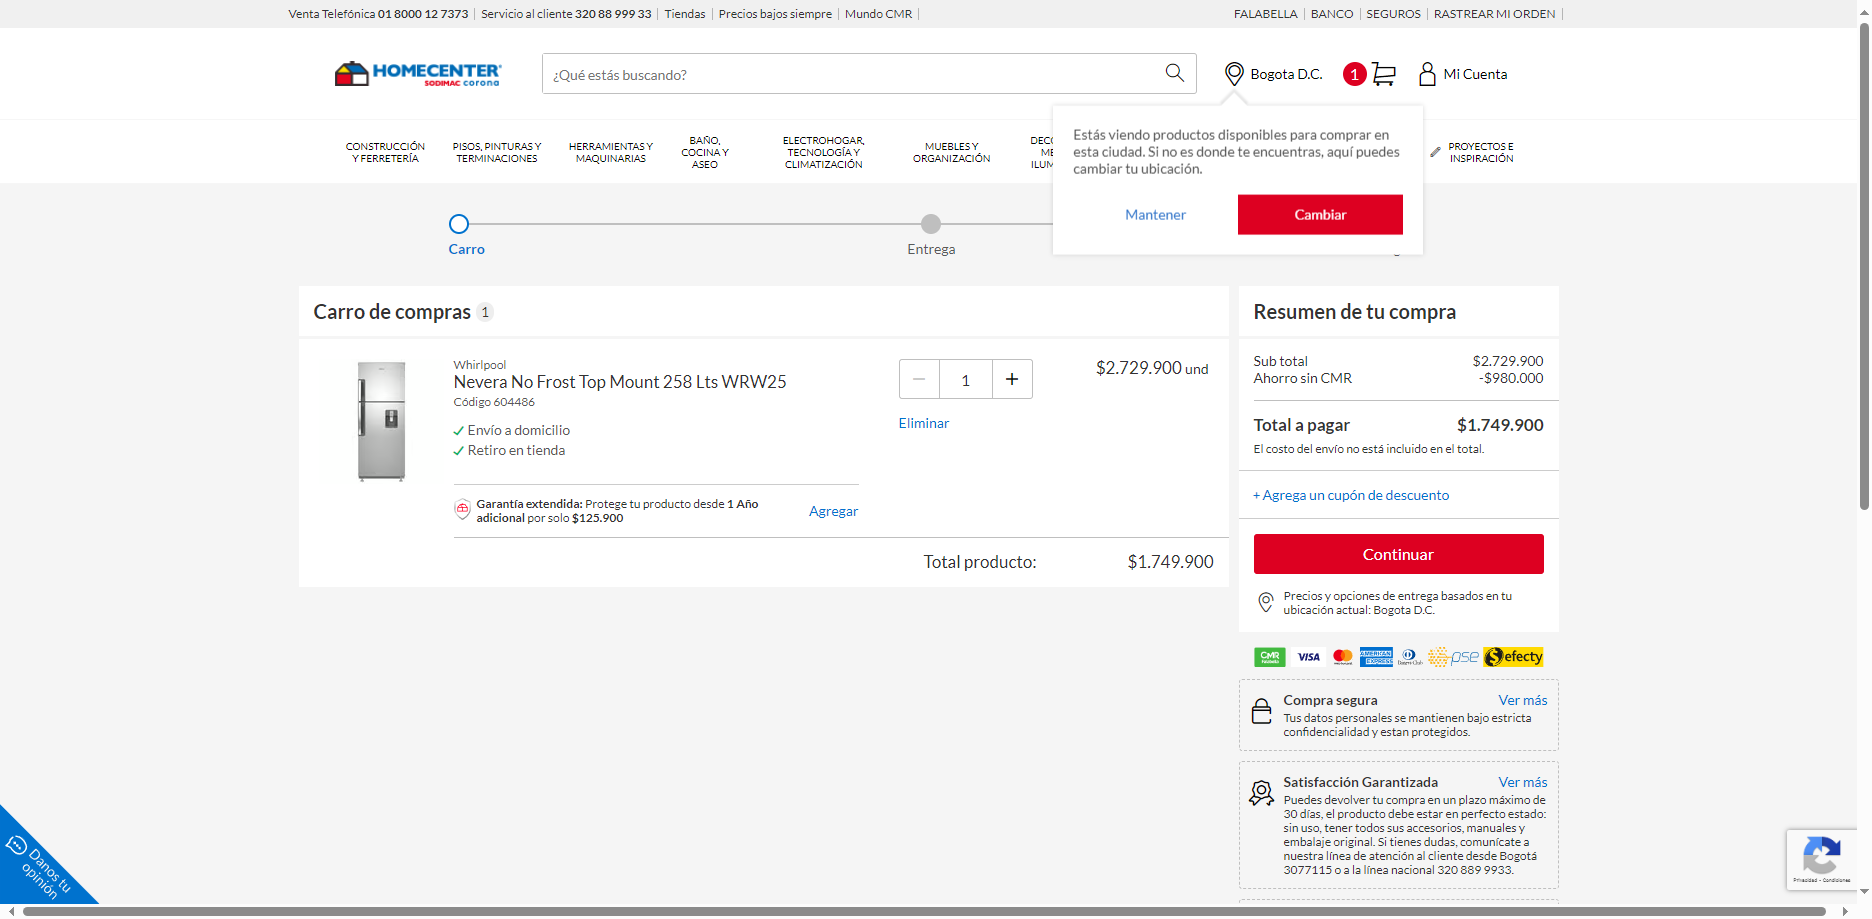 Venta Telefónica 01 8000 12 7373
Servicio al cliente 320 88 999 33
Tiendas
Precios bajos siempre
Mundo CMR
FALABELLA
BANCO
SEGUROS
RASTREAR MI ORDEN
HOMECENTER
SODIMAC corona
¿Qué estás buscando?
Bogota D.C.
1
Mi Cuenta
CONSTRUCCIÓN
Y FERRETERÍA
PISOS, PINTURAS Y
TERMINACIONES
HERRAMIENTAS Y
MAQUINARIAS
BAÑO,
COCINA Y
ASEO
ELECTROHOGAR,
TECNOLOGÍA Y
CLIMATIZACIÓN
MUEBLES Y
ORGANIZACIÓN
PROYECTOS E
INSPIRACIÓN
Estás viendo productos disponibles para comprar en
esta ciudad. Si no es donde te encuentras, aquí puedes
cambiar tu ubicación.
Mantener
Cambiar
Carro
Entrega
Carro de compras 1
Whirlpool
Nevera No Frost Top Mount 258 Lts WRW25
Código 604486
Envío a domicilio
Retiro en tienda
1
Eliminar
$2.729.900 und
Garantía extendida: Protege tu producto desde 1 Año
adicional por solo $125.900
Agregar
Total producto: $1.749.900
Resumen de tu compra
Sub total $2.729.900
Ahorro sin CMR -$980.000
Total a pagar $1.749.900
El costo del envío no está incluido en el total.
+ Agrega un cupón de descuento
Continuar
Precios y opciones de entrega basados en tu
ubicación actual: Bogota D.C.
CMR
VISA
AMERICAN EXPRESS
Diners Club
pse
efecty
Compra segura
Ver más
Tus datos personales se mantienen bajo estricta
confidencialidad y estan protegidos.
Satisfacción Garantizada
Ver más
Puedes devolver tu compra en un plazo máximo de
30 días, el producto debe estar en perfecto estado:
sin uso, tener todos sus accesorios, manuales y
embalaje original. Si tienes dudas, comunícate a
nuestra línea de atención al cliente desde Bogotá
3077115 o a la línea nacional 320 889 9933.
Danos tu
opinión
Privacidad - Condiciones